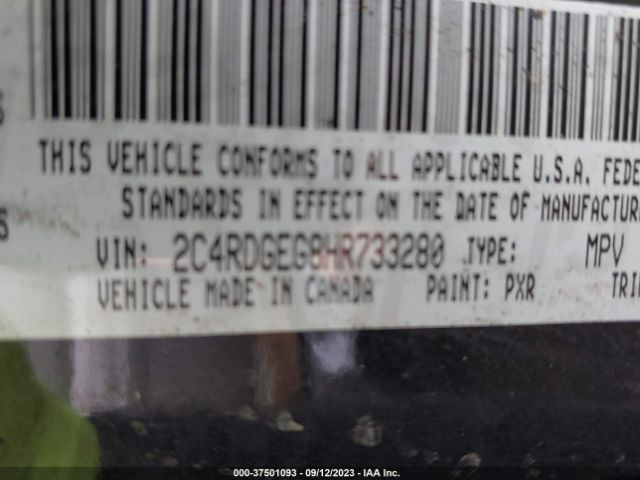 THIS VEHICLE CONFORMS TO ALL APPLICABLE U.S.A. FEDE
S
STANDARDS IN EFFECT ON THE DATE OF MANUFACTUR
S
VIN: 2C4RDGEG8HR733280 TYPE: MPV
VEHICLE MADE IN CANADA PAINT: PXR TRI
000-37501093 - 09/12/2023 - IAA Inc.